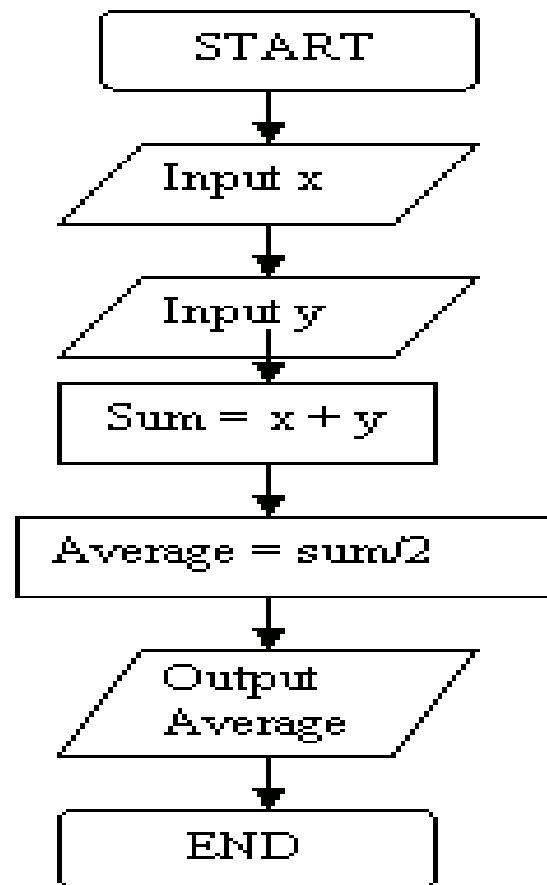 START
Input x
Input y
Sum = x + y
Average = sum/2
Output
Average
END